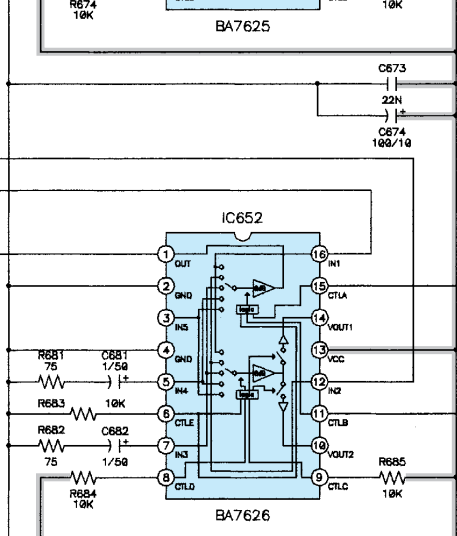 R674
10K
10K
BA7625
C673
22N
+
C674
100/10
IC652
1
OUT
16
IN1
2
GND
15
CTLA
3
IN5
14
VOUT1
logic
4
GND
13
VCC
R681
75
C681
1/50
+
5
IN4
12
IN2
R683
10K
6
CTLE
11
CTLB
logic
R682
75
C682
1/50
+
7
IN3
10
VOUT2
R684
10K
8
CTLD
9
CTLC
R685
10K
BA7626